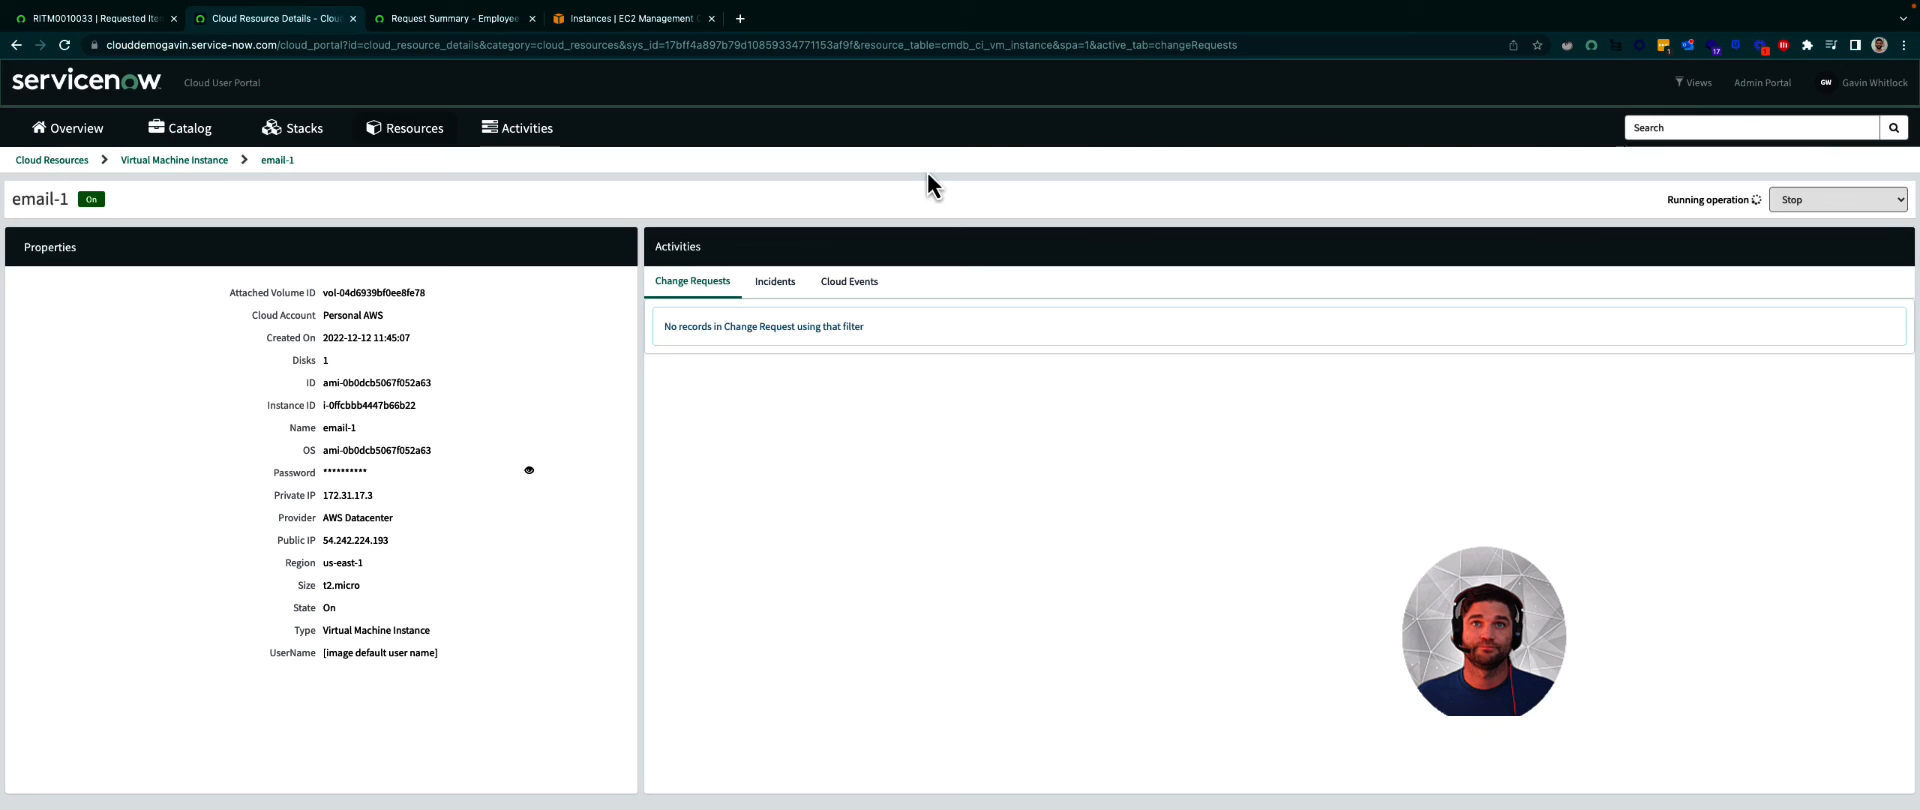 RITM0010033 | Requested Iten
Cloud Resource Details - Clou
Request Summary - Employee
Instances | EC2 Management C
clouddemogavin.service-now.com/cloud_portal?id=cloud_resource_details&category=cloud_resources&sys_id=17bff4a897b79d10859334771153af9f&resource_table=cmdb_ci_vm_instance&spa=1&active_tab=changeRequests
1
17
1
servicenow
Cloud User Portal
Views
Admin Portal
GW
Gavin Whitlock
Overview
Catalog
Stacks
Resources
Activities
Search
Cloud Resources > Virtual Machine Instance > email-1
email-1 On
Running operation
Stop
Properties
Attached Volume ID vol-04d6939bf0ee8fe78
Cloud Account Personal AWS
Created On 2022-12-12 11:45:07
Disks 1
ID ami-0b0dcb5067f052a63
Instance ID i-0ffcbbb4447b66b22
Name email-1
OS ami-0b0dcb5067f052a63
Password **********
Private IP 172.31.17.3
Provider AWS Datacenter
Public IP 54.242.224.193
Region us-east-1
Size t2.micro
State On
Type Virtual Machine Instance
UserName [image default user name]
Activities
Change Requests
Incidents
Cloud Events
No records in Change Request using that filter